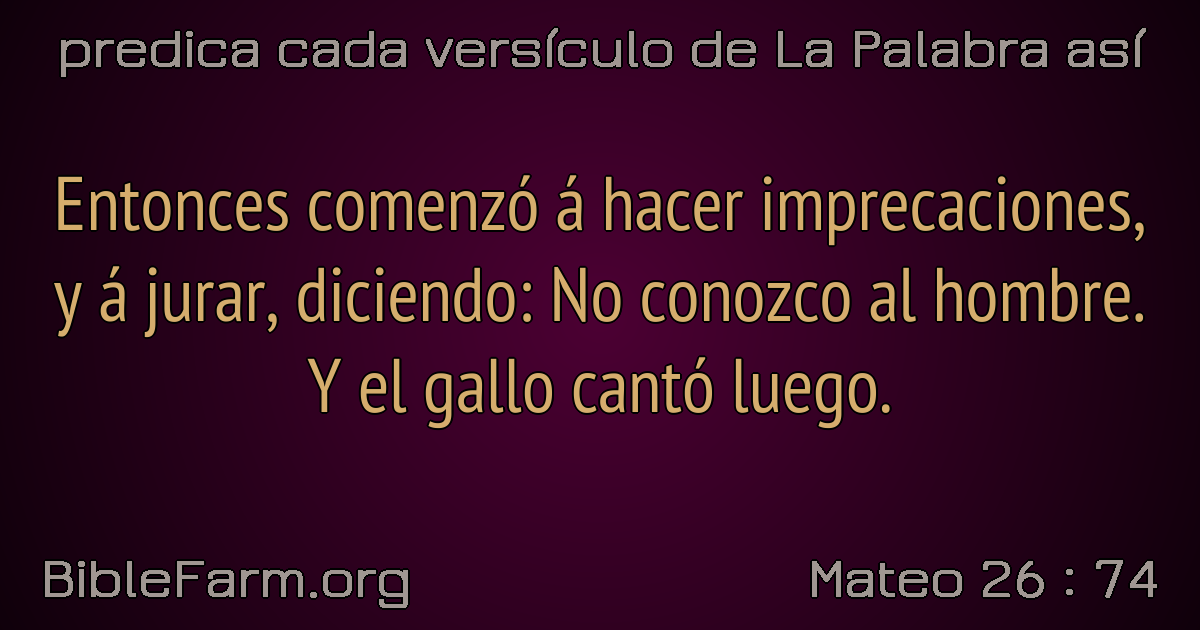 predica cada versículo de La Palabra así
Entonces comenzó á hacer imprecaciones,
y á jurar, diciendo: No conozco al hombre.
Y el gallo cantó luego.
BibleFarm.org
Mateo 26 : 74